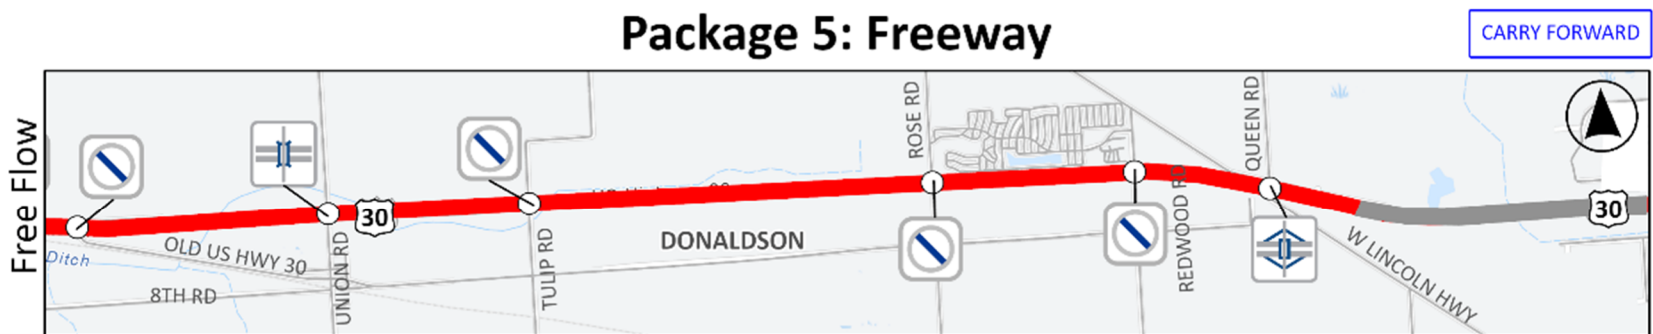 Package 5: Freeway
CARRY FORWARD
Free Flow
ROSE RD
QUEEN RD
30
30
OLD US HWY 30
DONALDSON
REDWOOD RD
Ditch
UNION RD
TULIP RD
W LINCOLN HWY
8TH RD